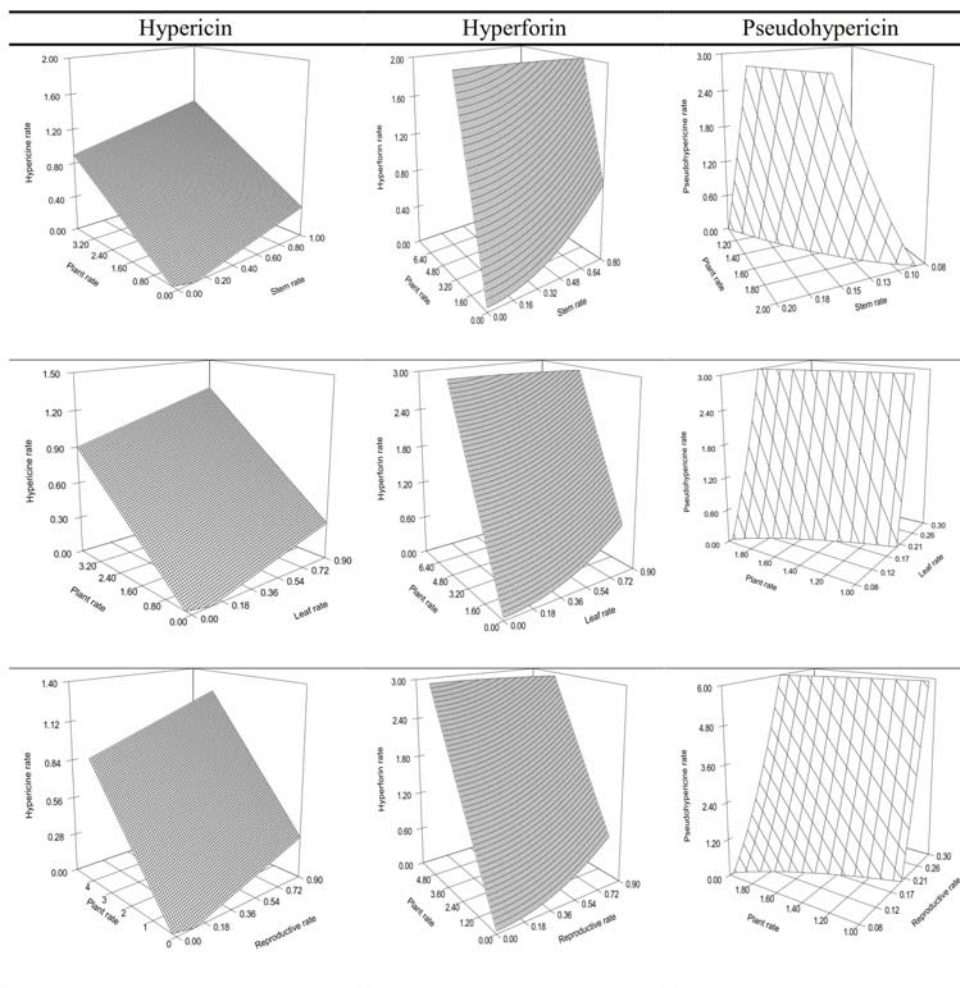 Hypericin Hyperforin Pseudohypericin
Hypericine rate
2.00
1.60
1.20
0.80
0.40
0.00
3.20
2.40
1.60
0.80
0.00
Plant rate
0.00 0.20 0.40 0.60 0.80 1.00
Stem rate
Hyperforin rate
2.00
1.60
1.20
0.80
0.40
0.00
6.40
4.80
3.20
1.60
0.00
Plant rate
0.00 0.16 0.32 0.48 0.64 0.80
Stem rate
Pseudohypericine rate
3.00
2.40
1.80
1.20
0.60
0.00
1.20
1.40
1.60
1.80
2.00
Plant rate
0.20 0.18 0.15 0.13 0.10 0.08
Stem rate
Hypericine rate
1.50
1.20
0.90
0.60
0.30
0.00
3.20
2.40
1.60
0.80
0.00
Plant rate
0.00 0.18 0.36 0.54 0.72 0.90
Leaf rate
Hyperforin rate
3.00
2.40
1.80
1.20
0.60
0.00
6.40
4.80
3.20
1.60
0.00
Plant rate
0.00 0.18 0.36 0.54 0.72 0.90
Leaf rate
Pseudohypericine rate
3.00
2.40
1.80
1.20
0.60
0.00
1.80
1.60
1.40
1.20
1.00
Plant rate
0.08 0.12 0.17 0.21 0.26 0.30
Leaf rate
Hypericine rate
1.40
1.12
0.84
0.56
0.28
0.00
4
3
2
1
0
Plant rate
0.00 0.18 0.36 0.54 0.72 0.90
Reproductive rate
Hyperforin rate
3.00
2.40
1.80
1.20
0.60
0.00
4.80
3.60
2.40
1.20
0.00
Plant rate
0.00 0.18 0.36 0.54 0.72 0.90
Reproductive rate
Pseudohypericine rate
6.00
4.80
3.60
2.40
1.20
0.00
1.80
1.60
1.40
1.20
1.00
Plant rate
0.08 0.12 0.17 0.21 0.26 0.30
Reproductive rate